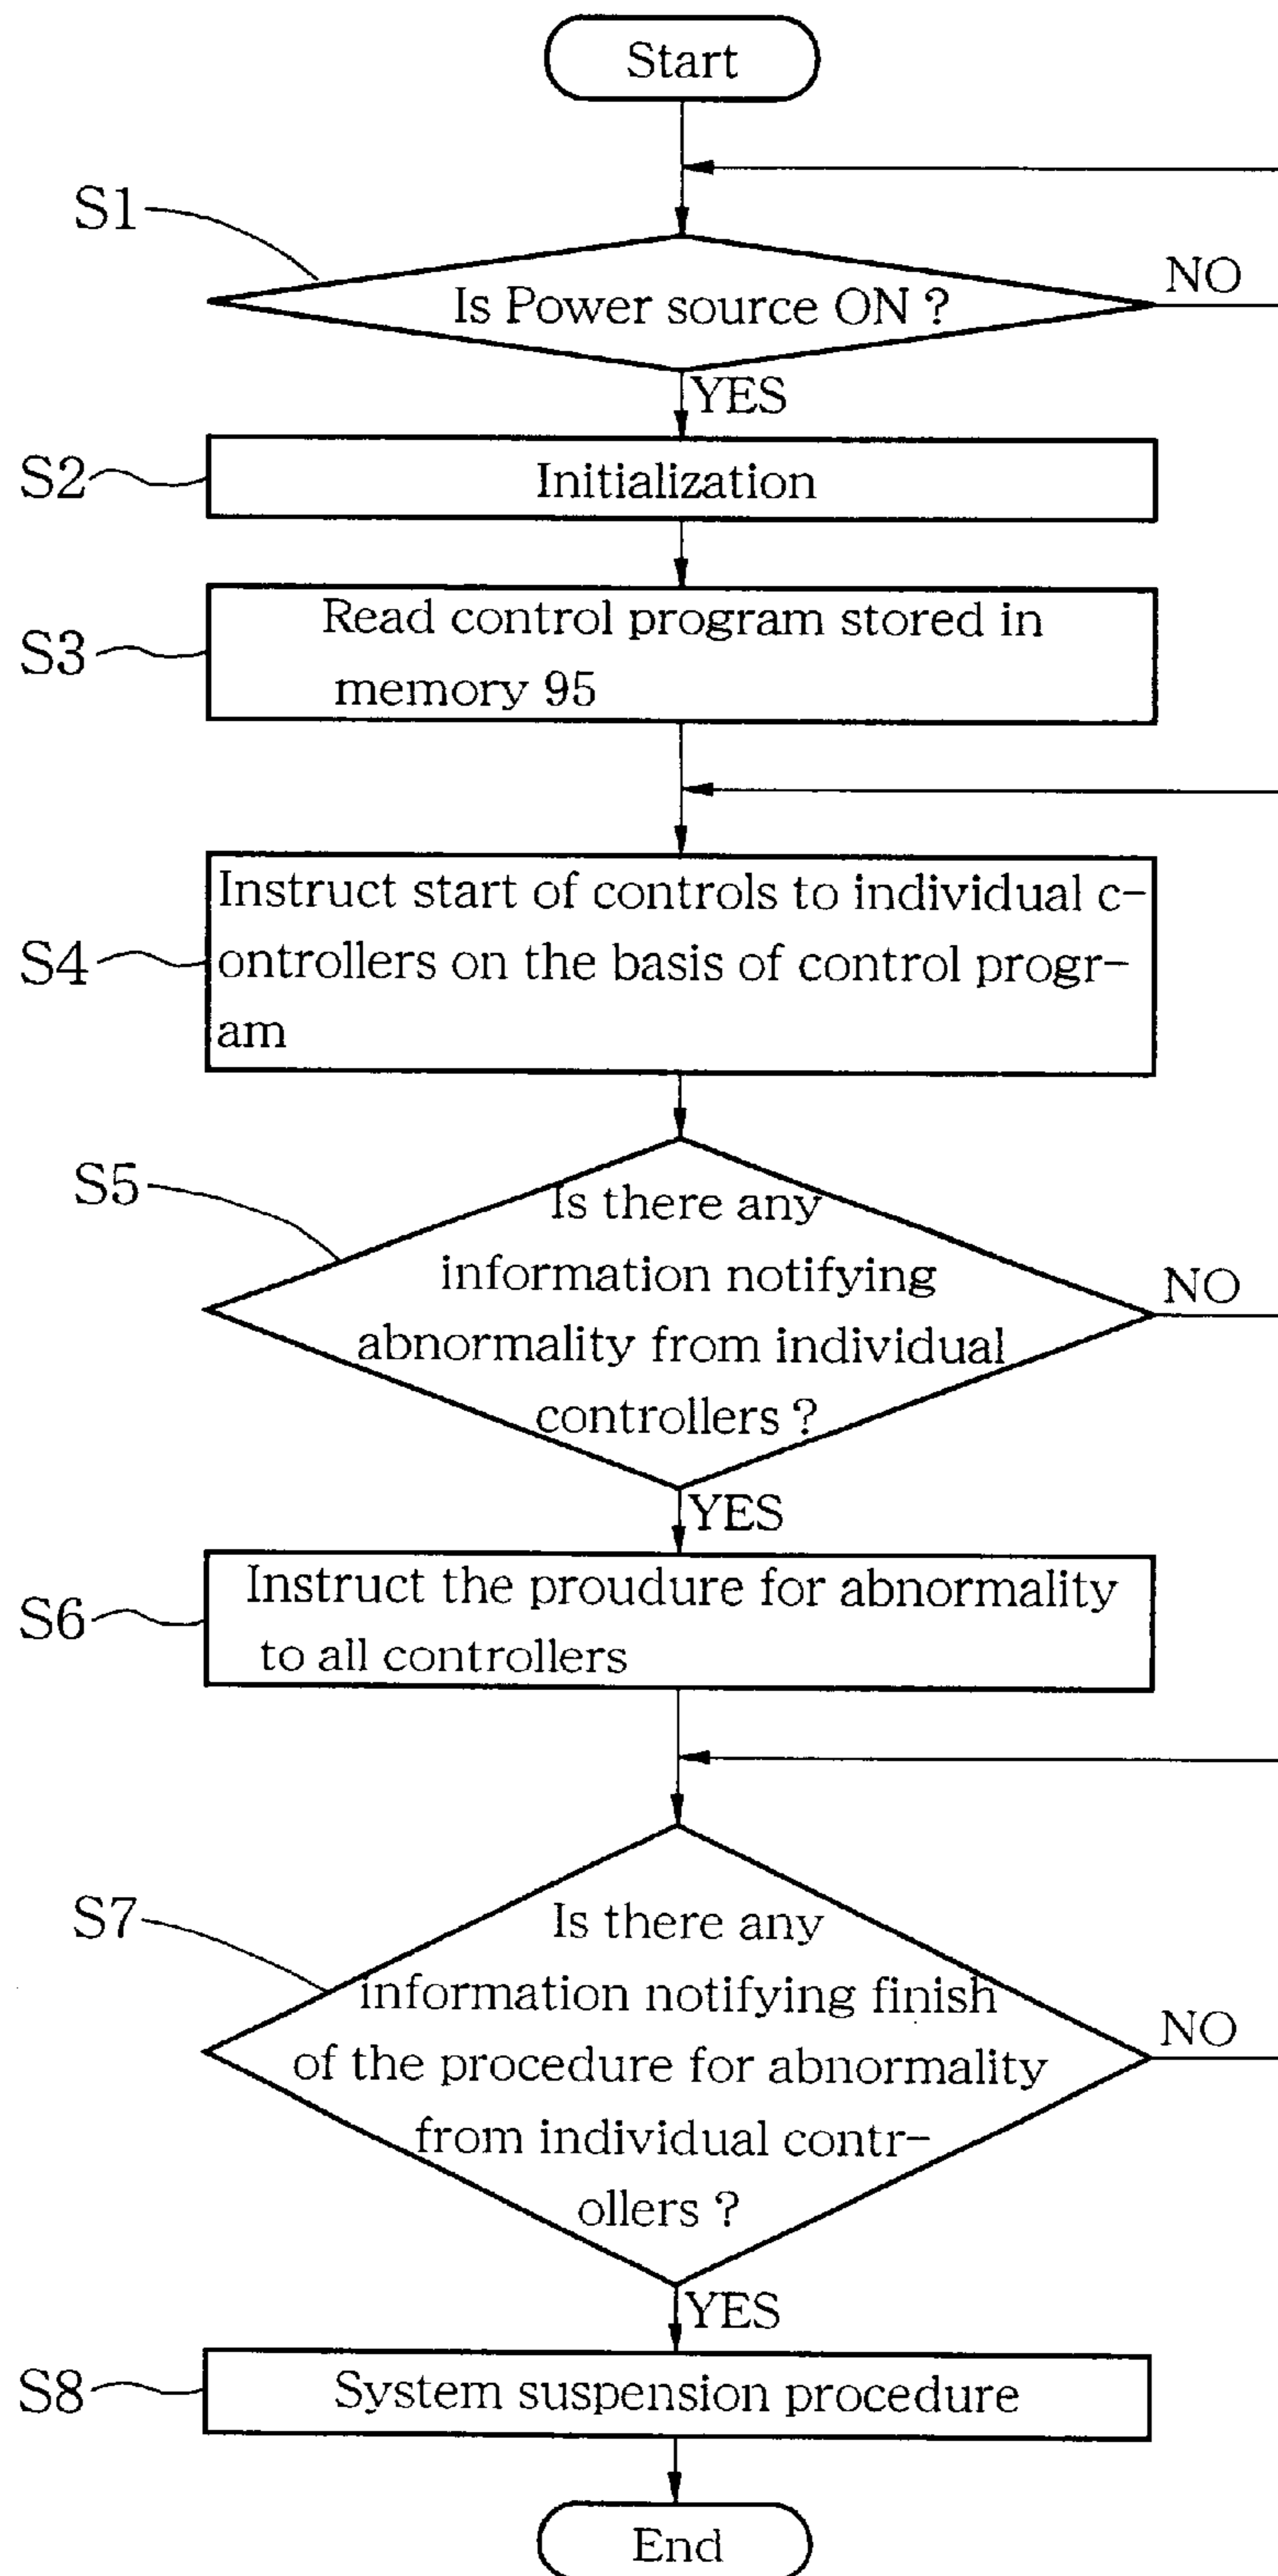 Start
S1
Is Power source ON ?
NO
YES
S2
Initialization
S3
Read control program stored in
memory 95
S4
Instruct start of controls to individual c-
ontrollers on the basis of control progr-
am
S5
Is there any
information notifying
abnormality from individual
controllers ?
NO
YES
S6
Instruct the proudure for abnormality
to all controllers
S7
Is there any
information notifying finish
of the procedure for abnormality
from individual contr-
ollers ?
NO
YES
S8
System suspension procedure
End